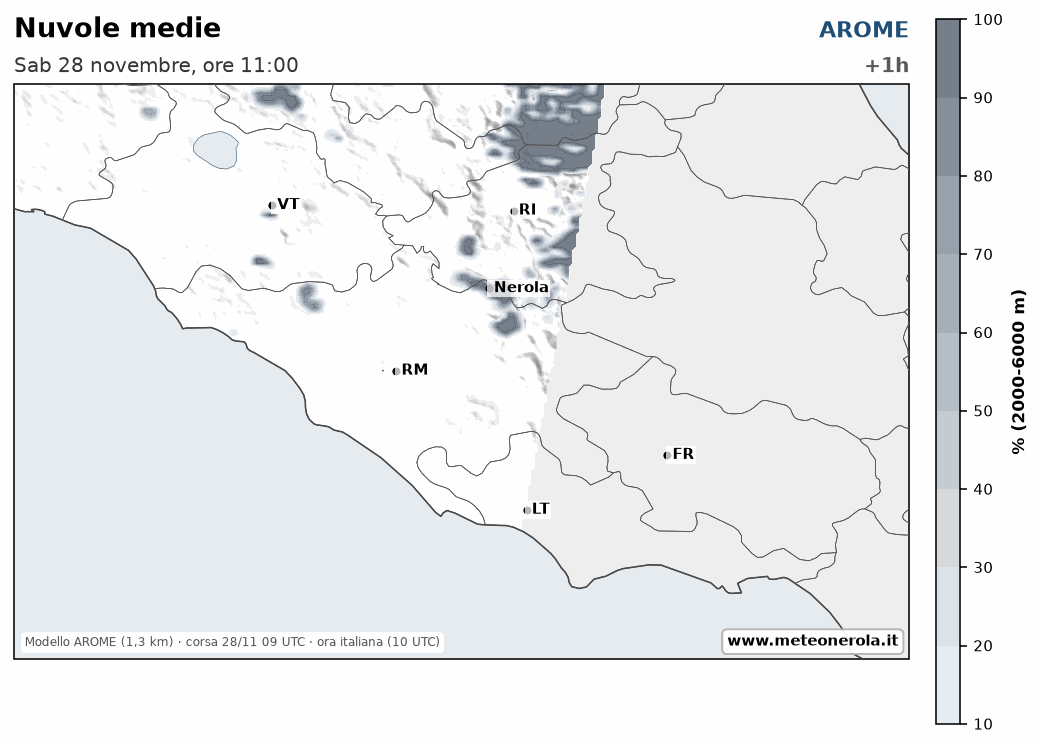 Nuvole medie
AROME
Sab 28 novembre, ore 11:00
+1h
100
90
80
70
60
50
40
30
20
10
% (2000-6000 m)
VT
RI
Nerola
RM
FR
LT
Modello AROME (1,3 km) · corsa 28/11 09 UTC · ora italiana (10 UTC)
www.meteonerola.it